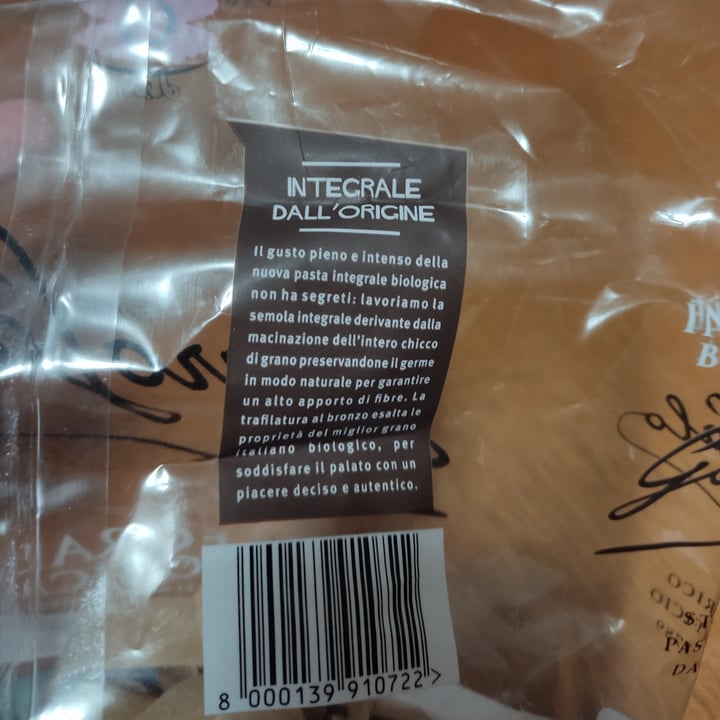 INTEGRALE
DALL'ORIGINE
Il gusto pieno e intenso della
nuova pasta integrale biologica
non ha segreti: lavoriamo la
semola integrale derivante dalla
macinazione dell'intero chicco
di grano preservandone il germe
in modo naturale per garantire
un alto apporto di fibre. La
trafilatura al bronzo esalta le
proprietà del miglior grano
italiano biologico, per
soddisfare il palato con un
piacere deciso e autentico.
8 000139 910722 >